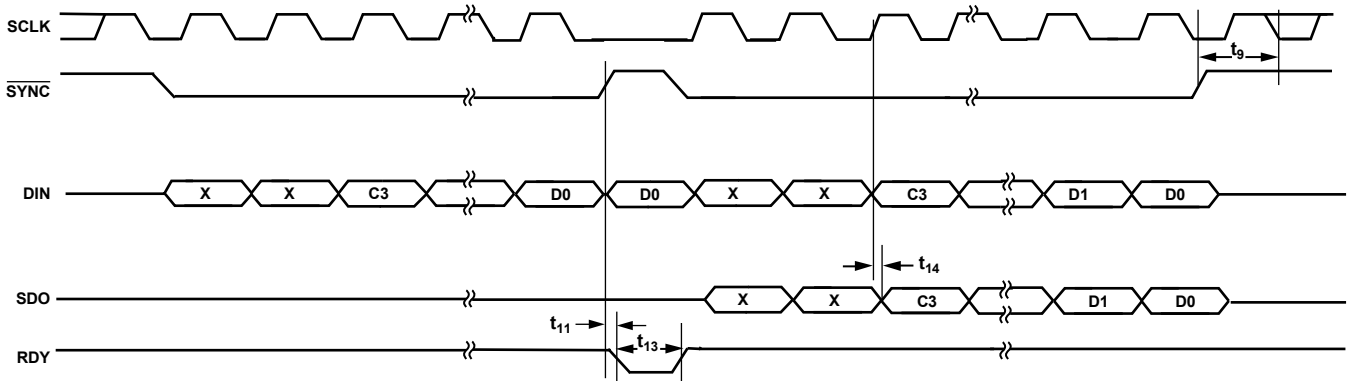 SCLK
t9
SYNC
DIN X X C3 D0 D0 X X C3 D1 D0
t14
SDO X X C3 D1 D0
t11 t13
RDY